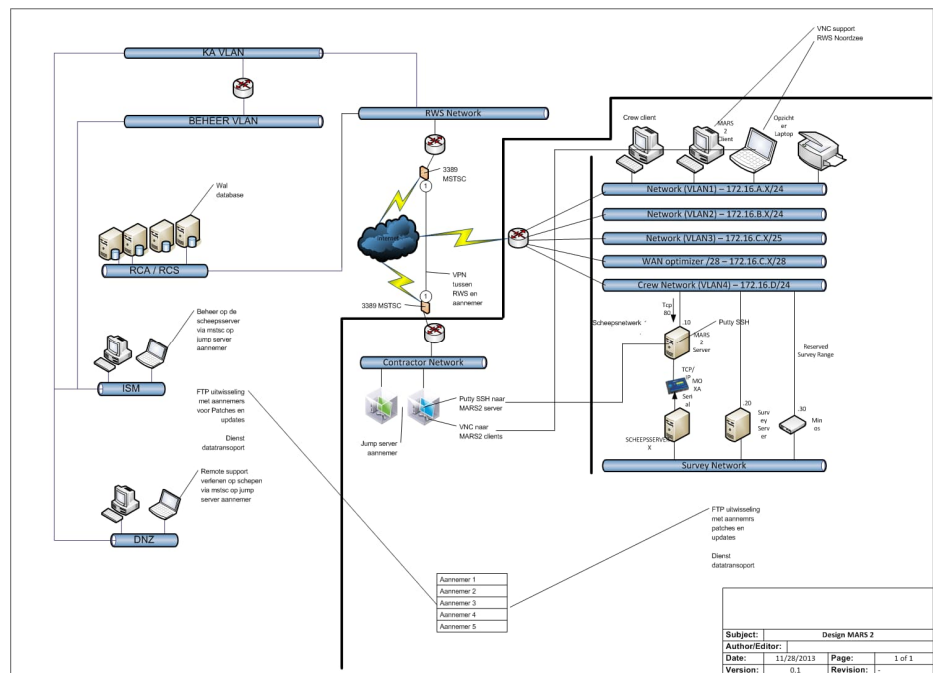 KA VLAN
BEHEER VLAN
RWS Network
3389
MSTSC
1
Internet
VPN
tussen
RWS en
aannemer
1
3389 MSTSC
Wal
database
RCA / RCS
Beheer op de
scheepsserver
via mstsc op
jump server
aannemer
ISM
FTP uitwisseling
met aannemers
voor Patches en
updates
Dienst
datatransoport
Remote support
verlenen op schepen
via mstsc op jump
server aannemer
DNZ
Contractor Network
Jump server
aannemer
Putty SSH naar
MARS2 server
VNC naar
MARS2 clients
VNC support
RWS Noordzee
Crew client
MARS
2
Client
Opzicht
er
Laptop
Network (VLAN1) – 172.16.A.X/24
Network (VLAN2) – 172.16.B.X/24
Network (VLAN3) – 172.16.C.X/25
WAN optimizer /28 – 172.16.C.X/28
Crew Network (VLAN4) – 172.16.D/24
Tcp
80
Scheepsnetwerk
.10
MARS
2
Server
Putty SSH
TCP/
IP
MO
XA
Seri
al
Reserved
Survey Range
.20
Surv
ey
Serv
er
.30
Min
os
SCHEEPSSERVER
X
Survey Network
FTP uitwisseling
met aannemrs
patches en
updates
Dienst
datatransoport
Aannemer 1
Aannemer 2
Aannemer 3
Aannemer 4
Aannemer 5
Subject: Design MARS 2
Author/Editor:
Date: 11/28/2013 Page: 1 of 1
Version: 0.1 Revision: -